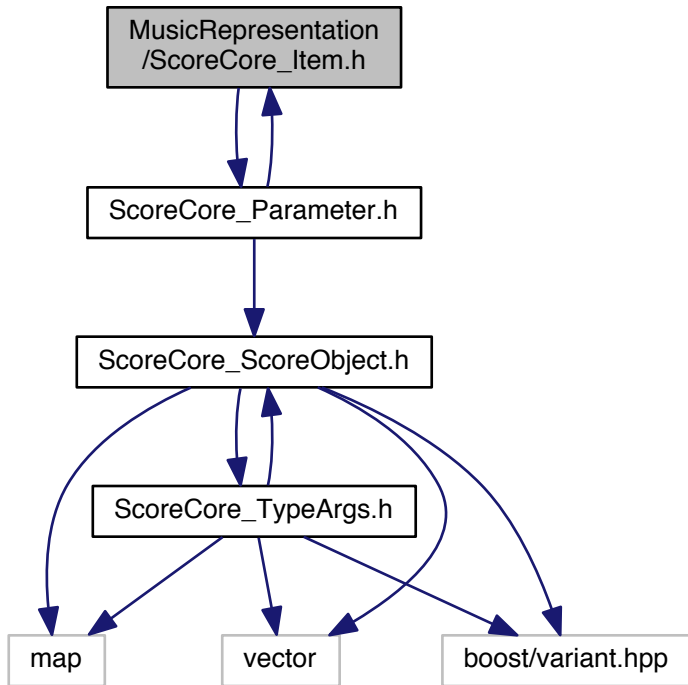 MusicRepresentation
/ScoreCore_Item.h
ScoreCore_Parameter.h
ScoreCore_ScoreObject.h
ScoreCore_TypeArgs.h
map
vector
boost/variant.hpp